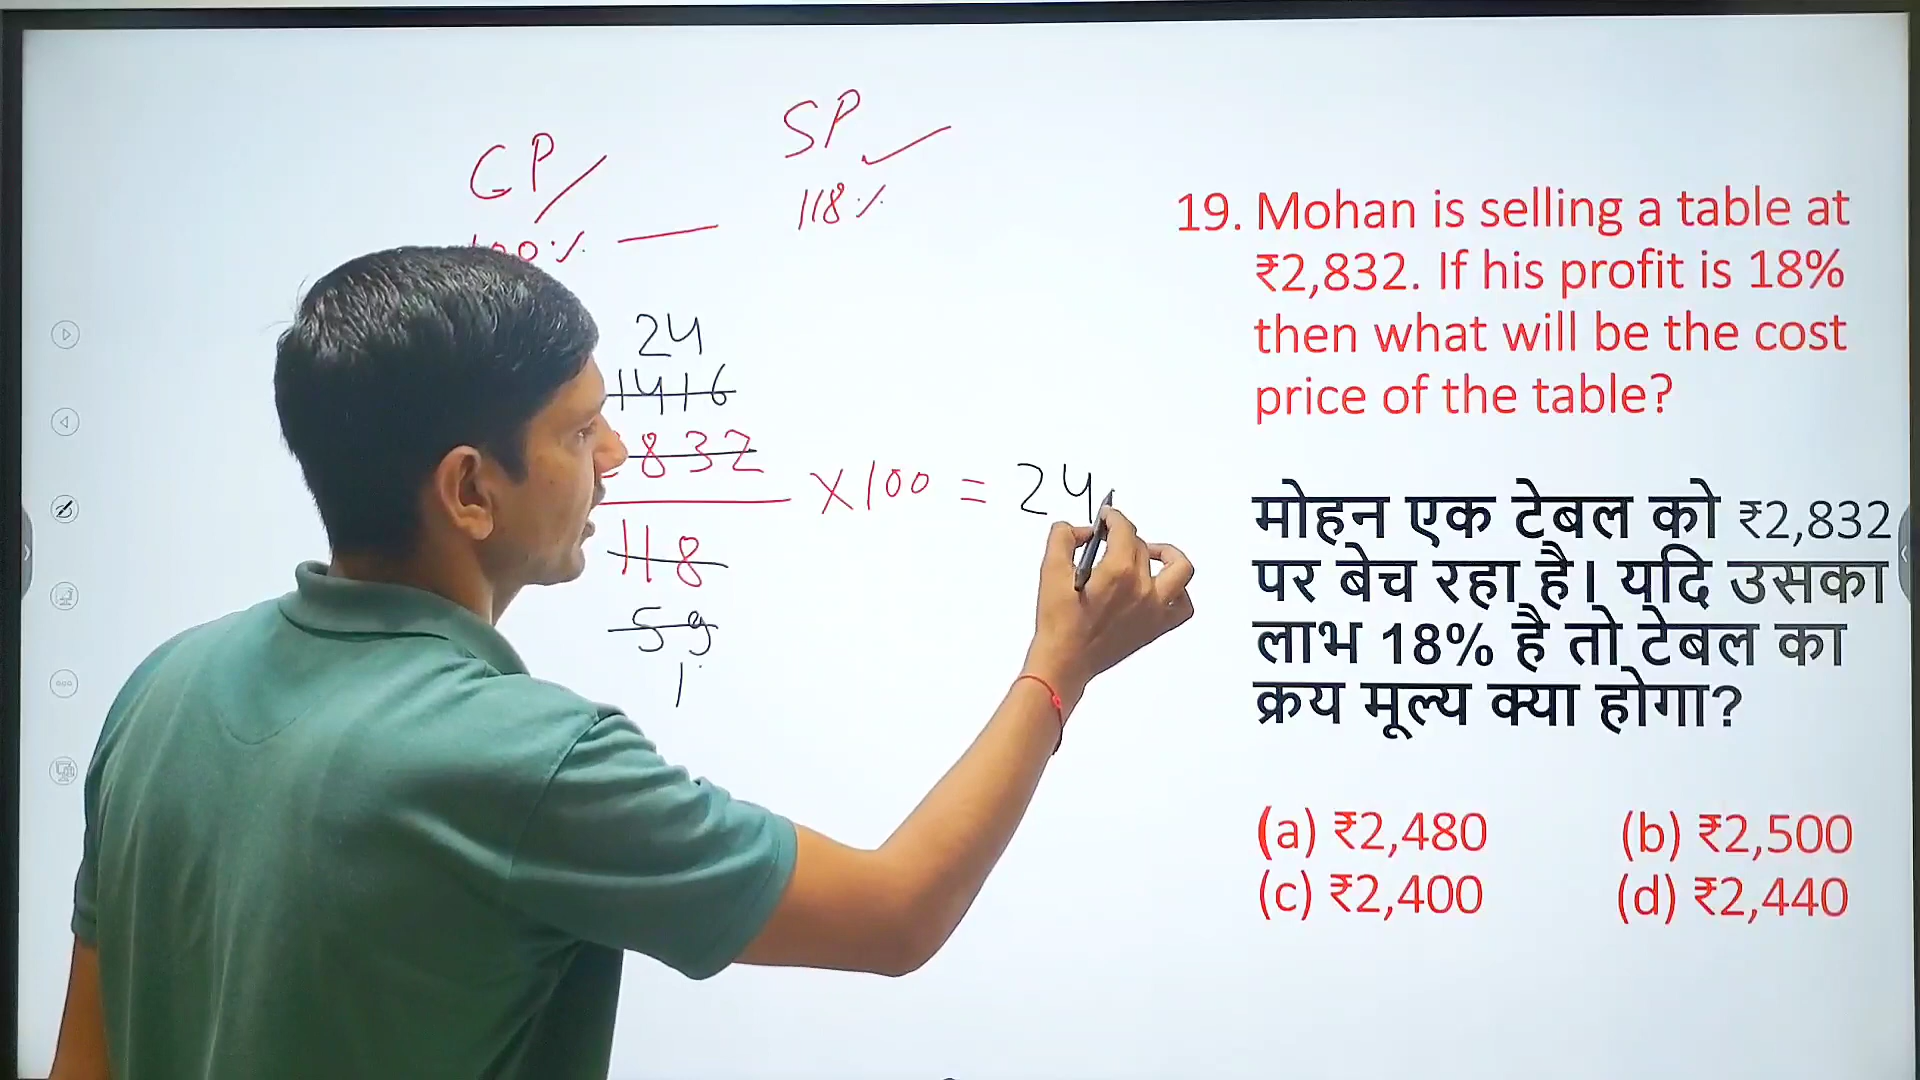 CP
SP
118%
24
1416
832
118
59
1
× 100 = 24
19. Mohan is selling a table at
₹2,832. If his profit is 18%
then what will be the cost
price of the table?
मोहन एक टेबल को ₹2,832
पर बेच रहा है। यदि उसका
लाभ 18% है तो टेबल का
क्रय मूल्य क्या होगा?
(a) ₹2,480 (b) ₹2,500
(c) ₹2,400 (d) ₹2,440